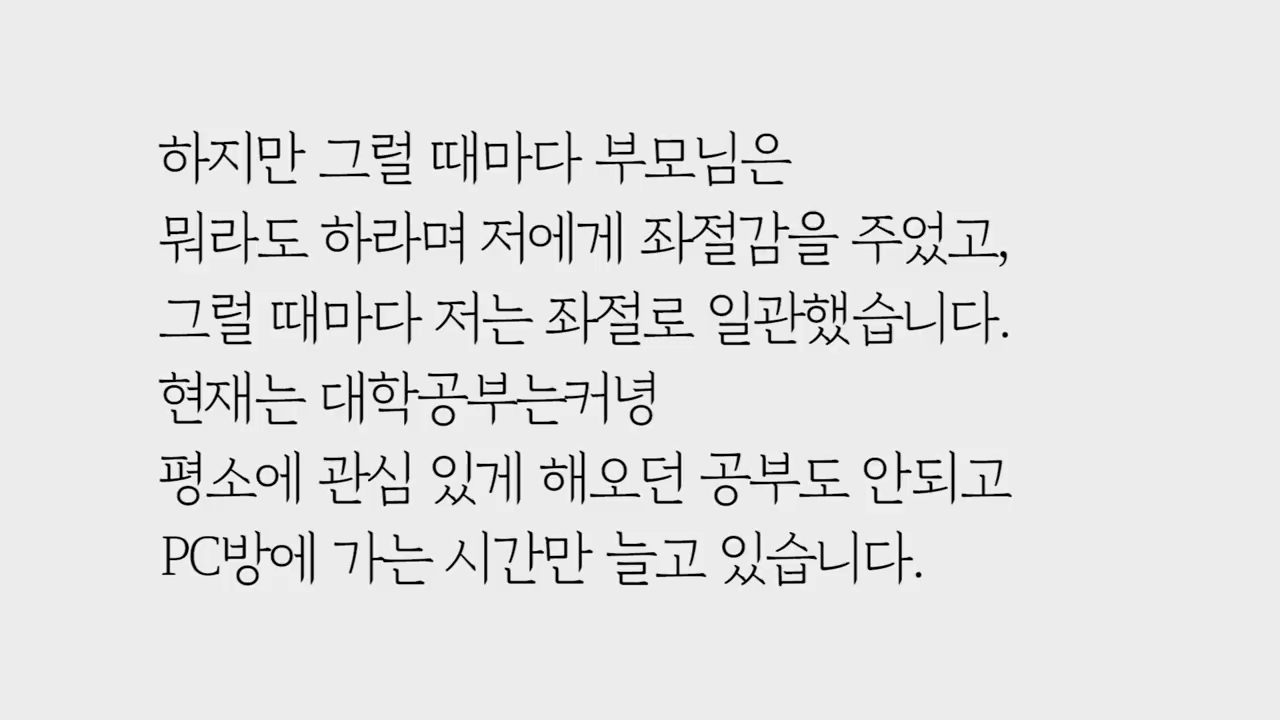 하지만 그럴 때마다 부모님은
뭐라도 하라며 저에게 좌절감을 주었고,
그럴 때마다 저는 좌절로 일관했습니다.
현재는 대학공부는커녕
평소에 관심 있게 해오던 공부도 안되고
PC방에 가는 시간만 늘고 있습니다.